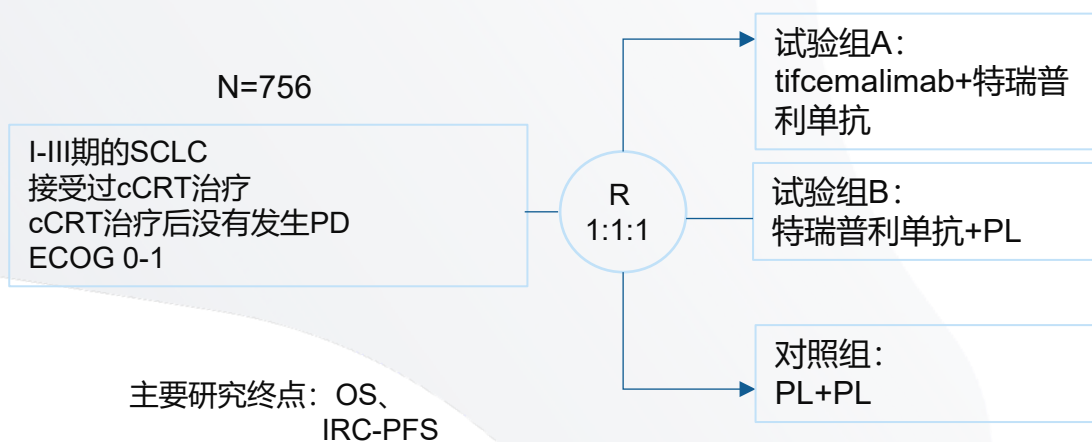 N=756
I-III期的SCLC
接受过cCRT治疗
cCRT治疗后没有发生PD
ECOG 0-1
R
1:1:1
试验组A：
tifcemalimab+特瑞普
利单抗
试验组B：
特瑞普利单抗+PL
对照组：
PL+PL
主要研究终点：OS、
IRC-PFS